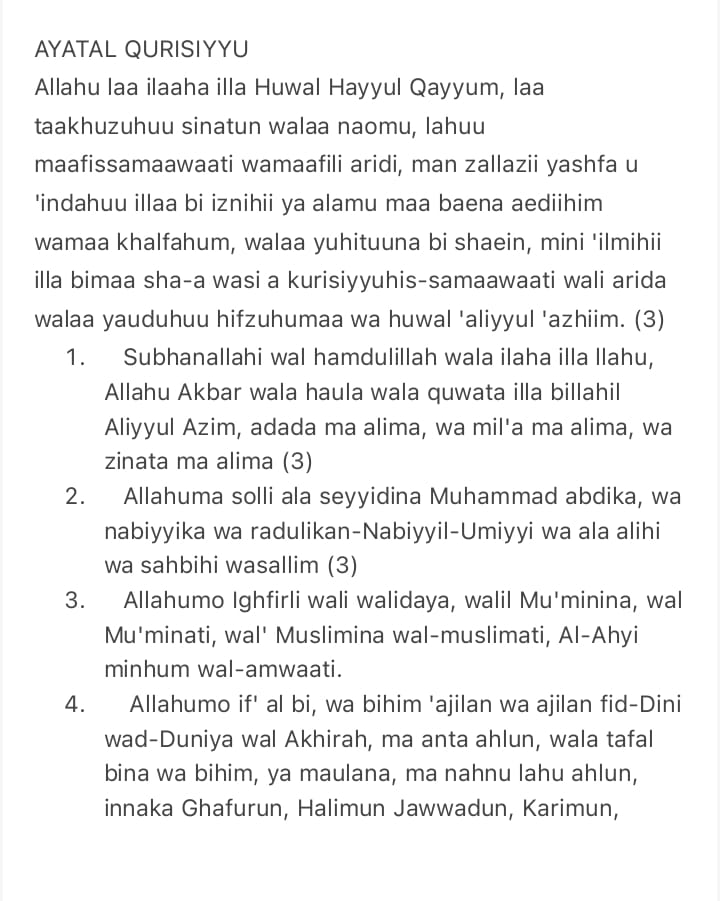 AYATAL QURISIYYU
Allahu laa ilaaha illa Huwal Hayyul Qayyum, laa
taakhuzuhuu sinatun walaa naomu, lahuu
maafissamaawaati wamaafili aridi, man zallazii yashfa u
'indahuu illaa bi iznihii ya alamu maa baena aediihim
wamaa khalfahum, walaa yuhituuna bi shaein, mini 'ilmihii
illa bimaa sha-a wasi a kurisiyyuhis-samaawaati wali arida
walaa yauduhuu hifzuhumaa wa huwal 'aliyyul 'azhiim. (3)
1. Subhanallahi wal hamdulillah wala ilaha illa llahu,
Allahu Akbar wala haula wala quwata illa billahil
Aliyyul Azim, adada ma alima, wa mil'a ma alima, wa
zinata ma alima (3)
2. Allahuma solli ala seyyidina Muhammad abdika, wa
nabiyyika wa radulikan-Nabiyyil-Umiyyi wa ala alihi
wa sahbihi wasallim (3)
3. Allahumo Ighfirli wali walidaya, walil Mu'minina, wal
Mu'minati, wal' Muslimina wal-muslimati, Al-Ahyi
minhum wal-amwaati.
4. Allahumo if' al bi, wa bihim 'ajilan wa ajilan fid-Dini
wad-Duniya wal Akhirah, ma anta ahlun, wala tafal
bina wa bihim, ya maulana, ma nahnu lahu ahlun,
innaka Ghafurun, Halimun Jawwadun, Karimun,